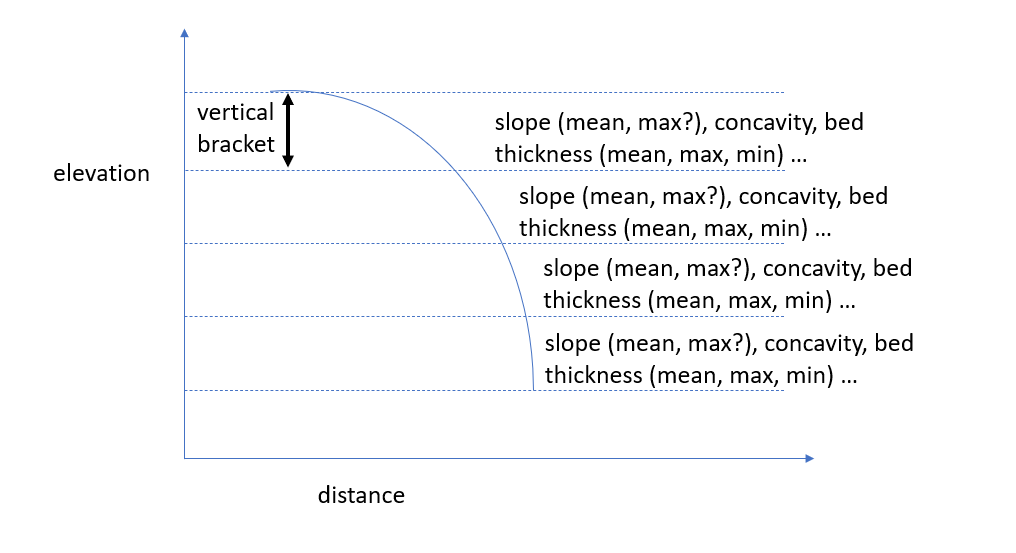 vertical
bracket
elevation
slope (mean, max?), concavity, bed
thickness (mean, max, min) ...
slope (mean, max?), concavity, bed
thickness (mean, max, min) ...
slope (mean, max?), concavity, bed
thickness (mean, max, min) ...
slope (mean, max?), concavity, bed
thickness (mean, max, min) ...
distance